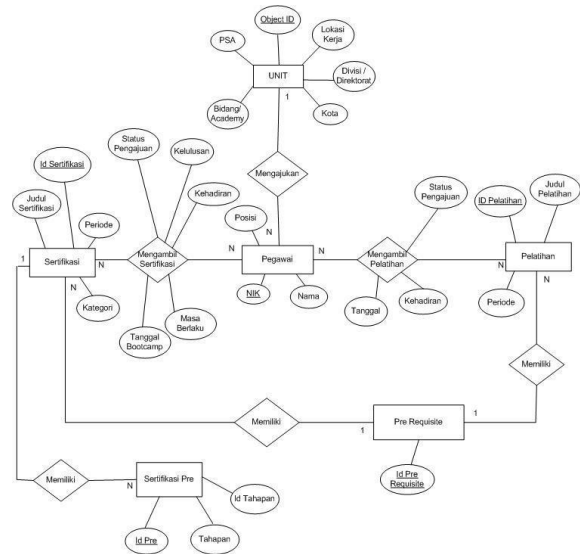 Object ID
PSA
Lokasi
Kerja
UNIT
Divisi /
Direktorat
Bidang/
Academy
1
Kota
Status
Pengajuan
Kelulusan
Id Sertifikasi
Mengajukan
Status
Pengajuan
Judul
Pelatihan
Judul
Sertifikasi
Kehadiran
ID Pelatihan
Periode
Posisi
N
1
Sertifikasi
N
Mengambil
Sertifikasi
N
Pegawai
N
Mengambil
Pelatihan
N
Pelatihan
N
N
Kategori
NIK
Nama
Tanggal
Kehadiran
Periode
Masa
Berlaku
Tanggal
Bootcamp
Memiliki
Memiliki
1
Pre Requisite
1
Memiliki
N
Sertifikasi Pre
Id Tahapan
Id Pre
Requisite
Id Pre
Tahapan